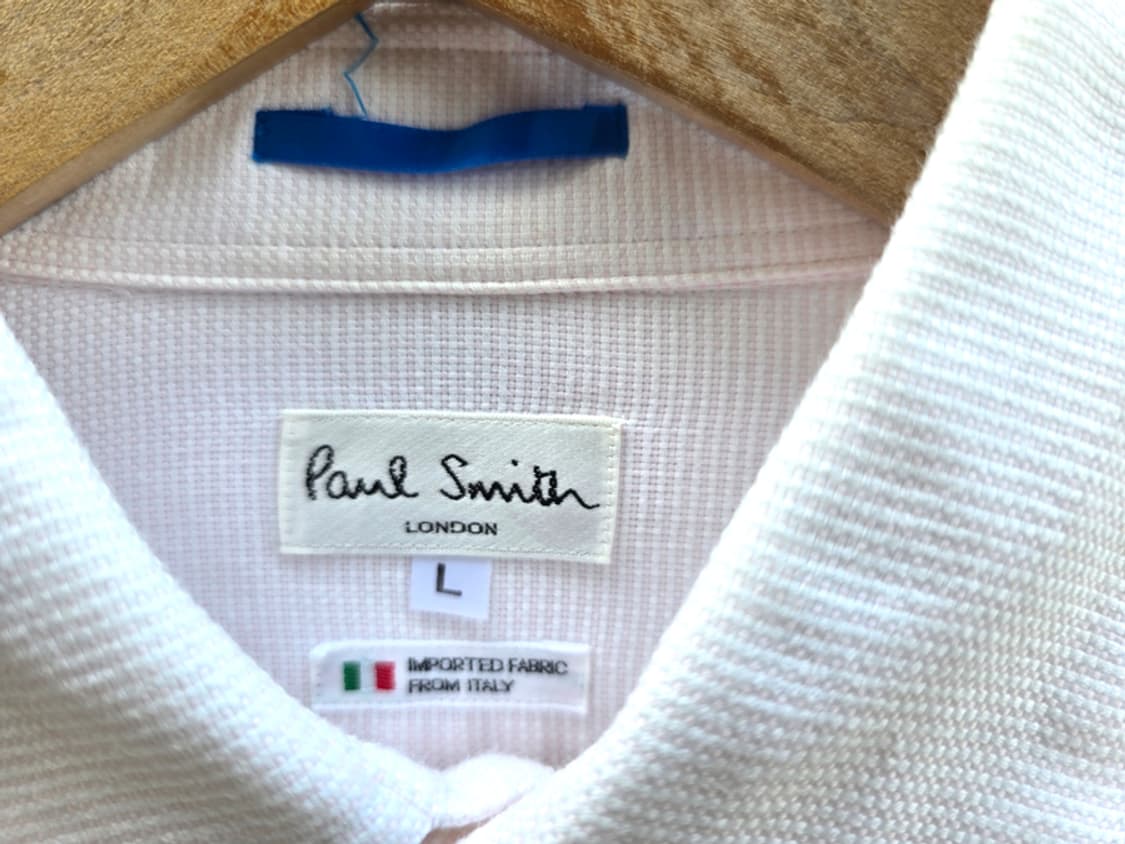 Paul Smith
LONDON
L
IMPORTED FABRIC
FROM ITALY